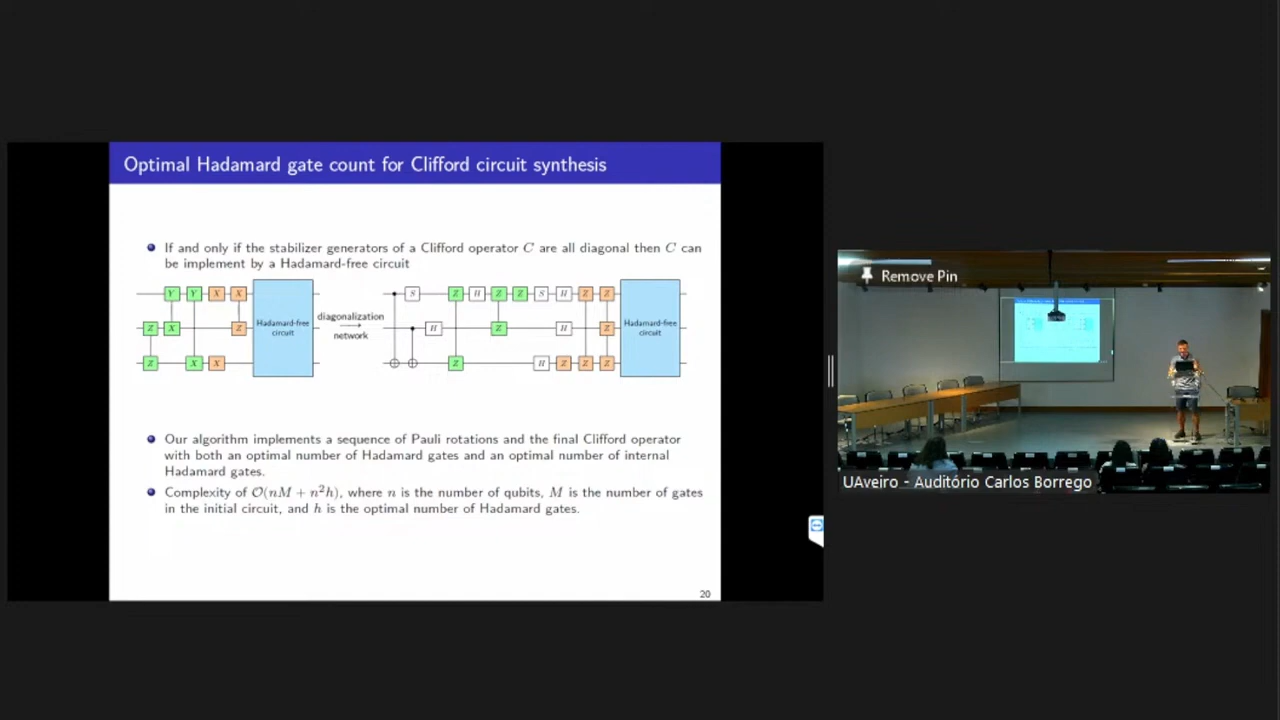 Optimal Hadamard gate count for Clifford circuit synthesis
If and only if the stabilizer generators of a Clifford operator C are all diagonal then C can
be implement by a Hadamard-free circuit
Y Y X X
Z X Z
Z X X
Hadamard-free
circuit
diagonalization
network
S Z H Z Y S H Z Z
H Z H Z
Z H Z Z Z
Hadamard-free
circuit
Our algorithm implements a sequence of Pauli rotations and the final Clifford operator
with both an optimal number of Hadamard gates and an optimal number of internal
Hadamard gates.
Complexity of O(nM + n²h), where n is the number of qubits, M is the number of gates
in the initial circuit, and h is the optimal number of Hadamard gates.
20
Remove Pin
UAveiro - Auditório Carlos Borrego